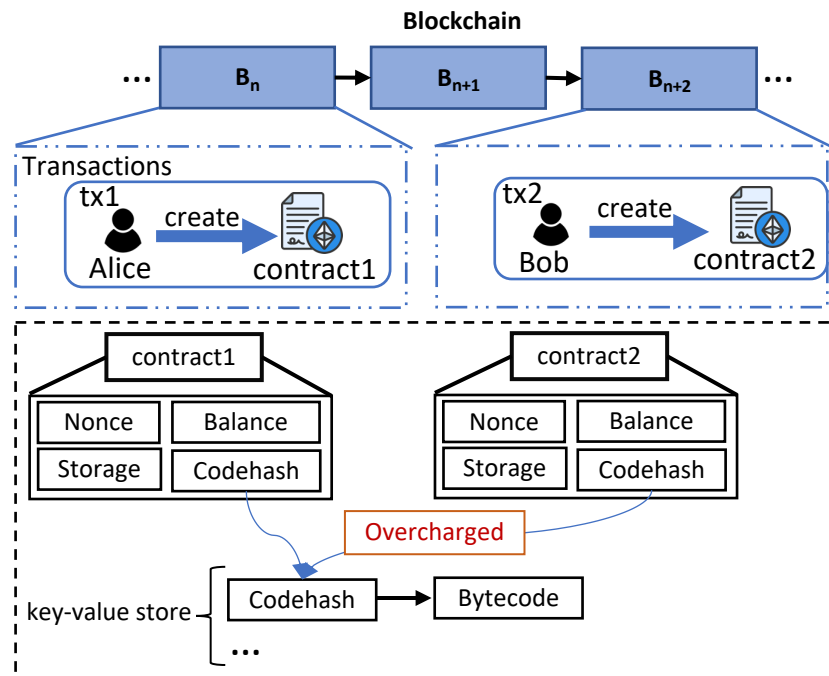 Blockchain
... Bn Bn+1 Bn+2 ...
Transactions
tx1
create
Alice
contract1
tx2
create
Bob
contract2
contract1
Nonce Balance
Storage Codehash
contract2
Nonce Balance
Storage Codehash
Overcharged
key-value store
Codehash Bytecode
...